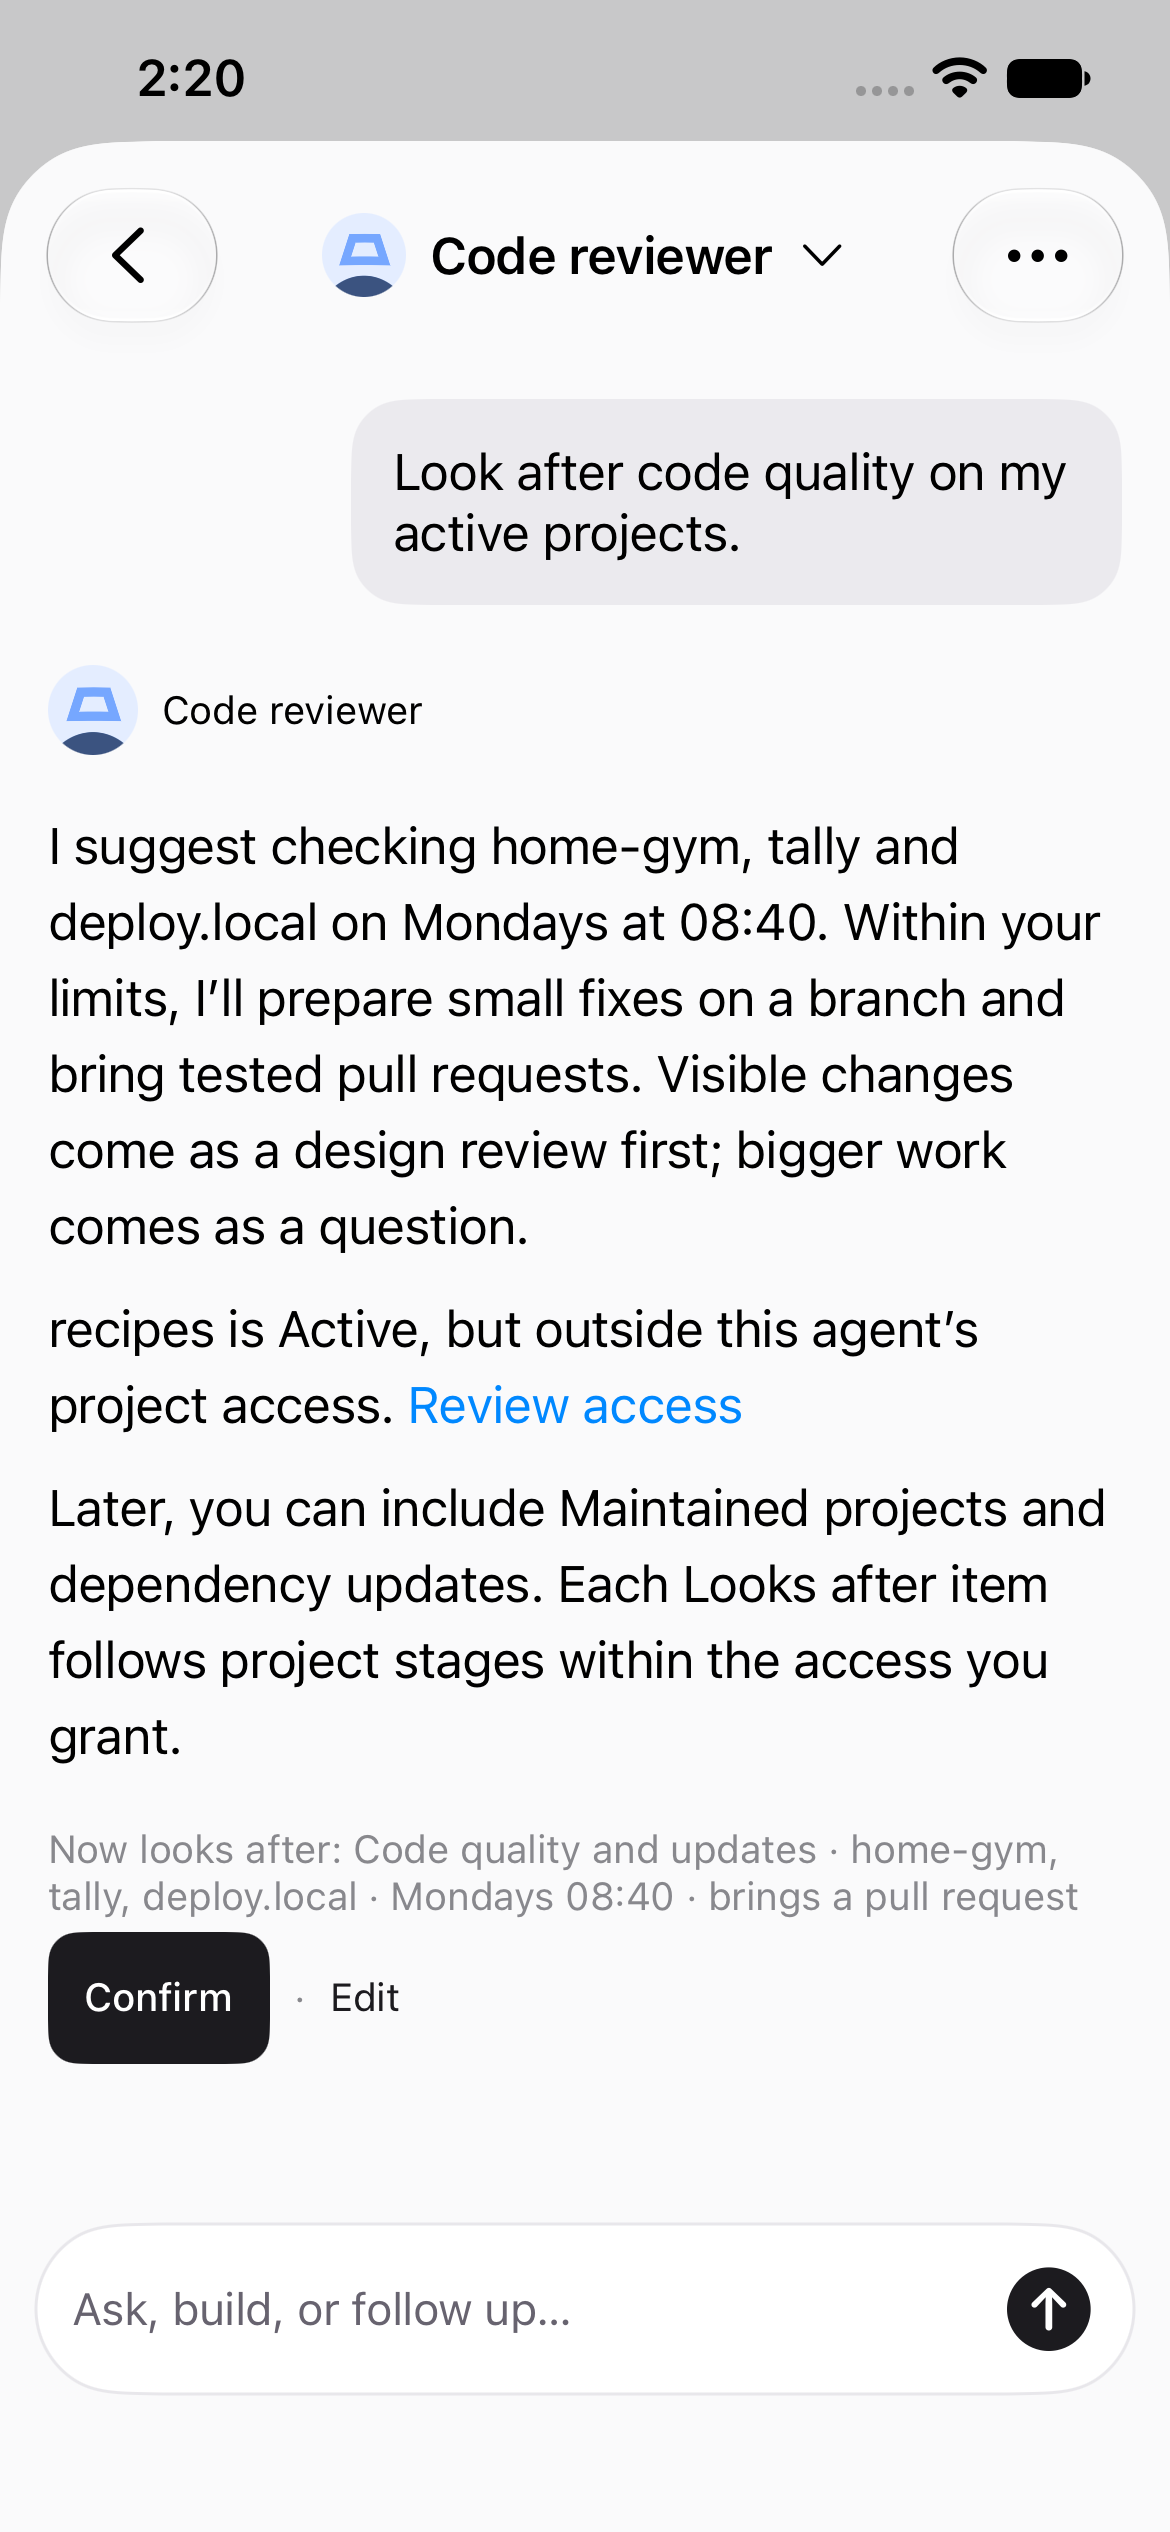 2:20
Code reviewer
Look after code quality on my
active projects.
Code reviewer
I suggest checking home-gym, tally and
deploy.local on Mondays at 08:40. Within your
limits, I’ll prepare small fixes on a branch and
bring tested pull requests. Visible changes
come as a design review first; bigger work
comes as a question.
recipes is Active, but outside this agent’s
project access. Review access
Later, you can include Maintained projects and
dependency updates. Each Looks after item
follows project stages within the access you
grant.
Now looks after: Code quality and updates · home-gym,
tally, deploy.local · Mondays 08:40 · brings a pull request
Confirm · Edit
Ask, build, or follow up...